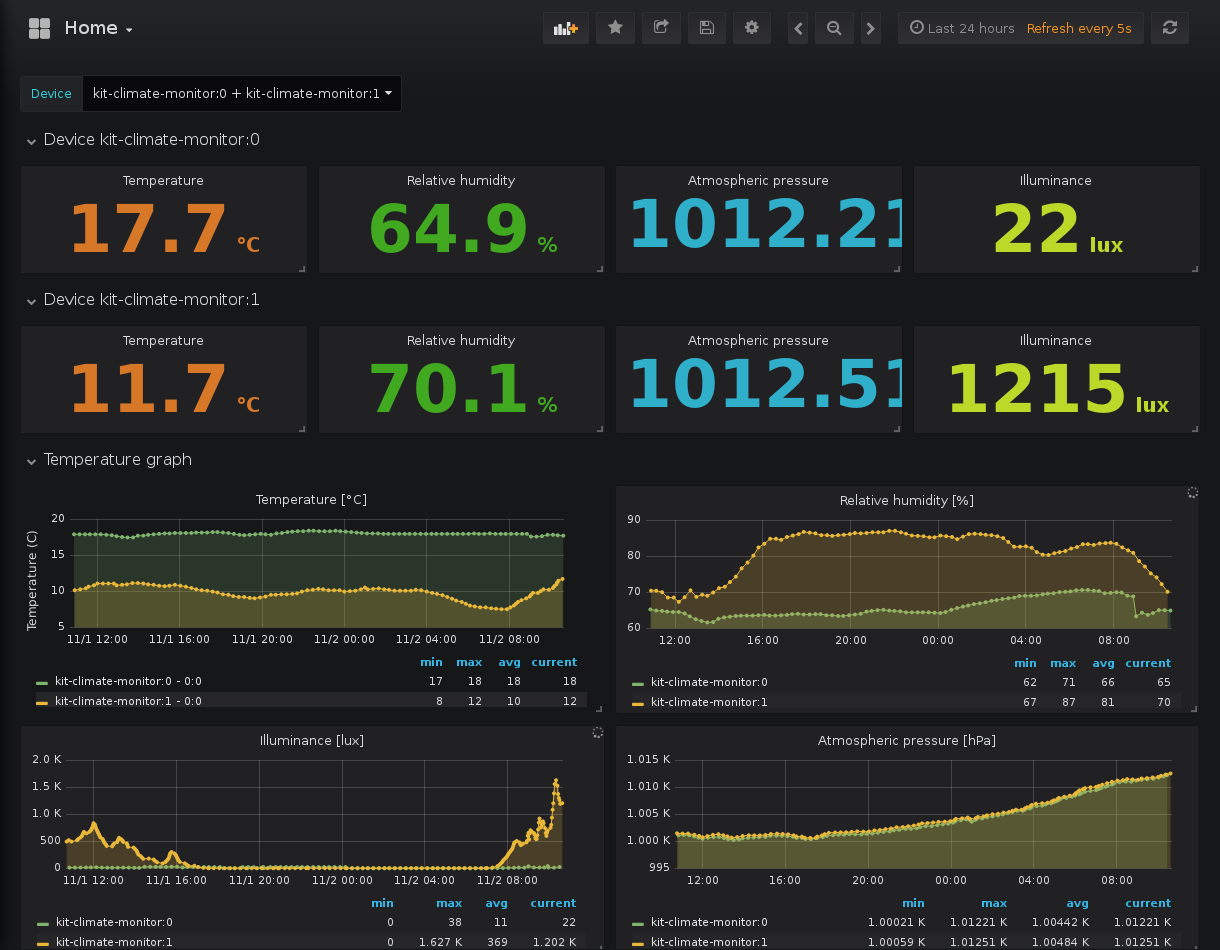 Home
Last 24 hours Refresh every 5s
Device kit-climate-monitor:0 + kit-climate-monitor:1
Device kit-climate-monitor:0
Temperature Relative humidity Atmospheric pressure Illuminance
17.7 °C 64.9 % 1012.21 22 lux
Device kit-climate-monitor:1
Temperature Relative humidity Atmospheric pressure Illuminance
11.7 °C 70.1 % 1012.51 1215 lux
Temperature graph
Temperature [°C]
Temperature (C)
20
15
10
5
11/1 12:00 11/1 16:00 11/1 20:00 11/2 00:00 11/2 04:00 11/2 08:00
min max avg current
kit-climate-monitor:0 - 0:0 17 18 18 18
kit-climate-monitor:1 - 0:0 8 12 10 12
Relative humidity [%]
90
80
70
60
12:00 16:00 20:00 00:00 04:00 08:00
min max avg current
kit-climate-monitor:0 62 71 66 65
kit-climate-monitor:1 67 87 81 70
Illuminance [lux]
2.0 K
1.5 K
1.0 K
500
0
11/1 12:00 11/1 16:00 11/1 20:00 11/2 00:00 11/2 04:00 11/2 08:00
min max avg current
kit-climate-monitor:0 0 38 11 22
kit-climate-monitor:1 0 1.627 K 369 1.202 K
Atmospheric pressure [hPa]
1.015 K
1.010 K
1.005 K
1.000 K
995
12:00 16:00 20:00 00:00 04:00 08:00
min max avg current
kit-climate-monitor:0 1.00021 K 1.01221 K 1.00442 K 1.01221 K
kit-climate-monitor:1 1.00059 K 1.01251 K 1.00484 K 1.01251 K